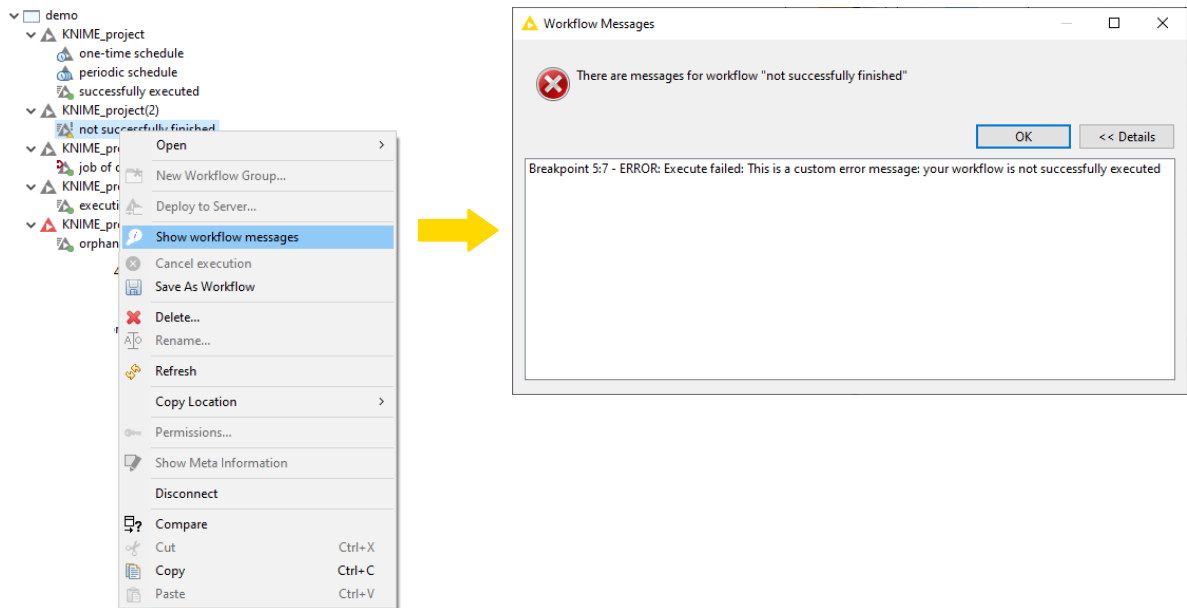 demo
KNIME_project
one-time schedule
periodic schedule
successfully executed
KNIME_project(2)
not successfully finished
KNIME_pr
job of c
KNIME_pr
executi
KNIME_pr
orphan
Open
New Workflow Group...
Deploy to Server...
Show workflow messages
Cancel execution
Save As Workflow
Delete...
Rename...
Refresh
Copy Location
Permissions...
Show Meta Information
Disconnect
Compare
Cut Ctrl+X
Copy Ctrl+C
Paste Ctrl+V
Workflow Messages
There are messages for workflow "not successfully finished"
OK
<< Details
Breakpoint 5:7 - ERROR: Execute failed: This is a custom error message: your workflow is not successfully executed